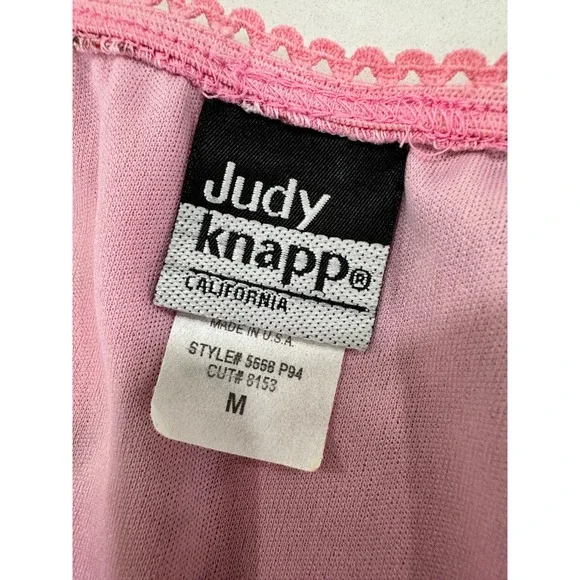 Judy
knapp®
CALIFORNIA
MADE IN U.S.A.
STYLE# 5668 P94
CUT# 8153
M